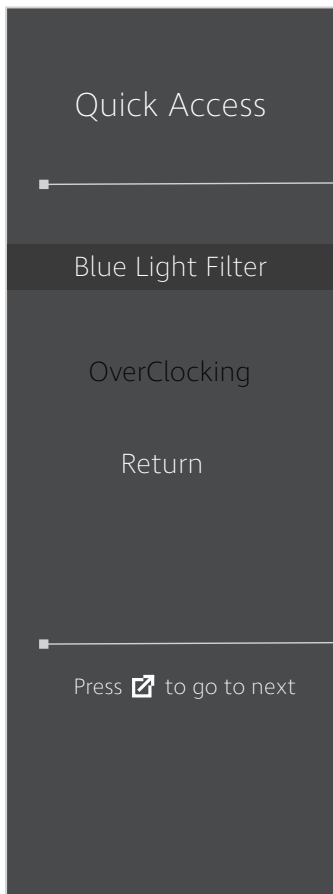 Quick Access
Blue Light Filter
OverClocking
Return
Press to go to next